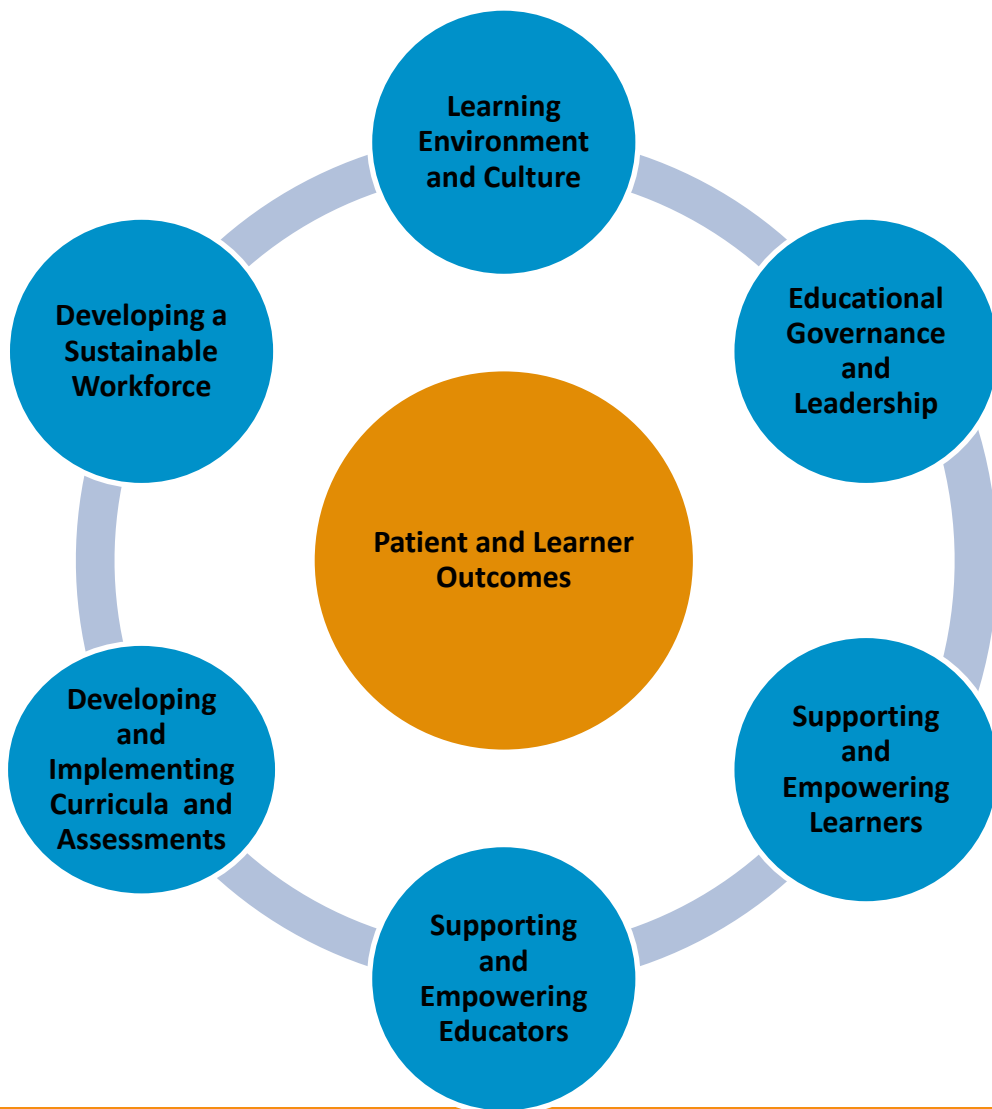 Learning
Environment
and Culture
Educational
Governance
and
Leadership
Supporting
and
Empowering
Learners
Supporting
and
Empowering
Educators
Developing
and
Implementing
Curricula  and
Assessments
Developing a
Sustainable
Workforce
Patient and Learner
Outcomes